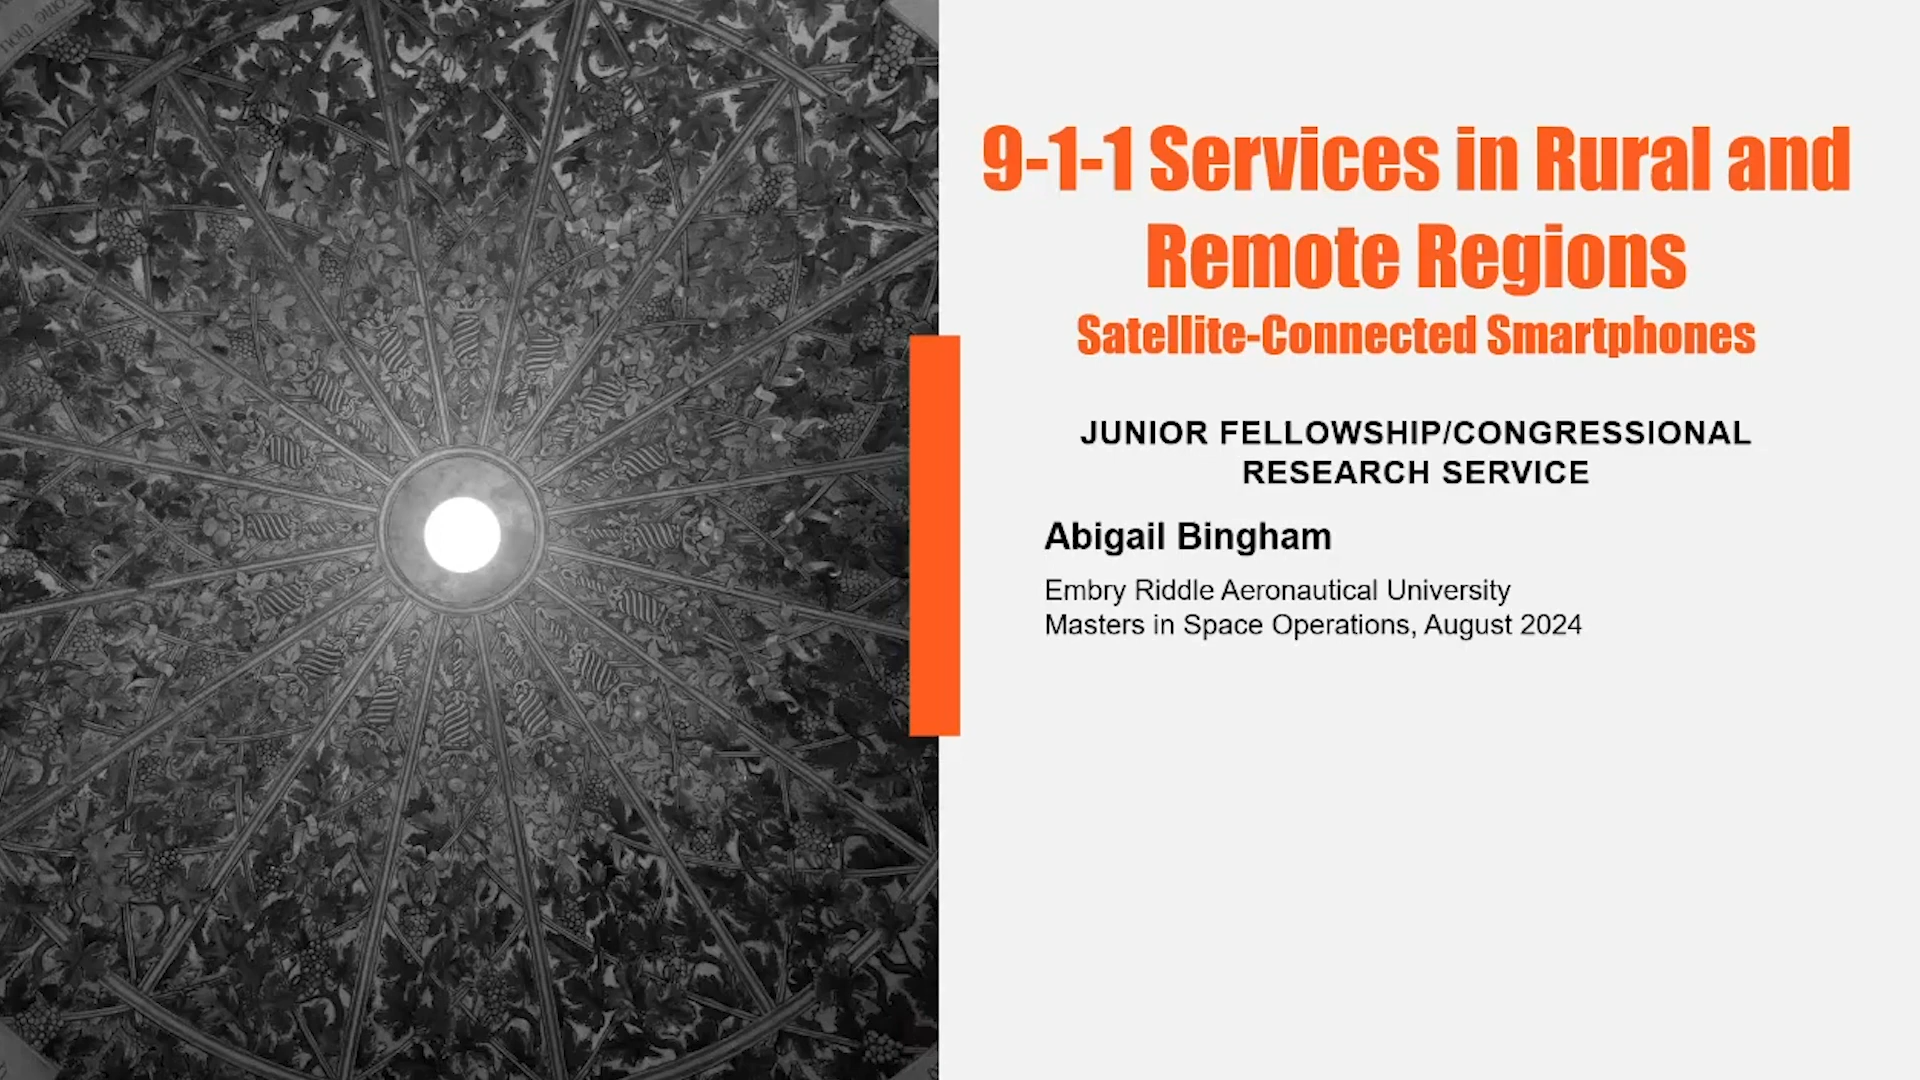 9-1-1 Services in Rural and
Remote Regions
Satellite-Connected Smartphones
JUNIOR FELLOWSHIP/CONGRESSIONAL
RESEARCH SERVICE
Abigail Bingham
Embry Riddle Aeronautical University
Masters in Space Operations, August 2024